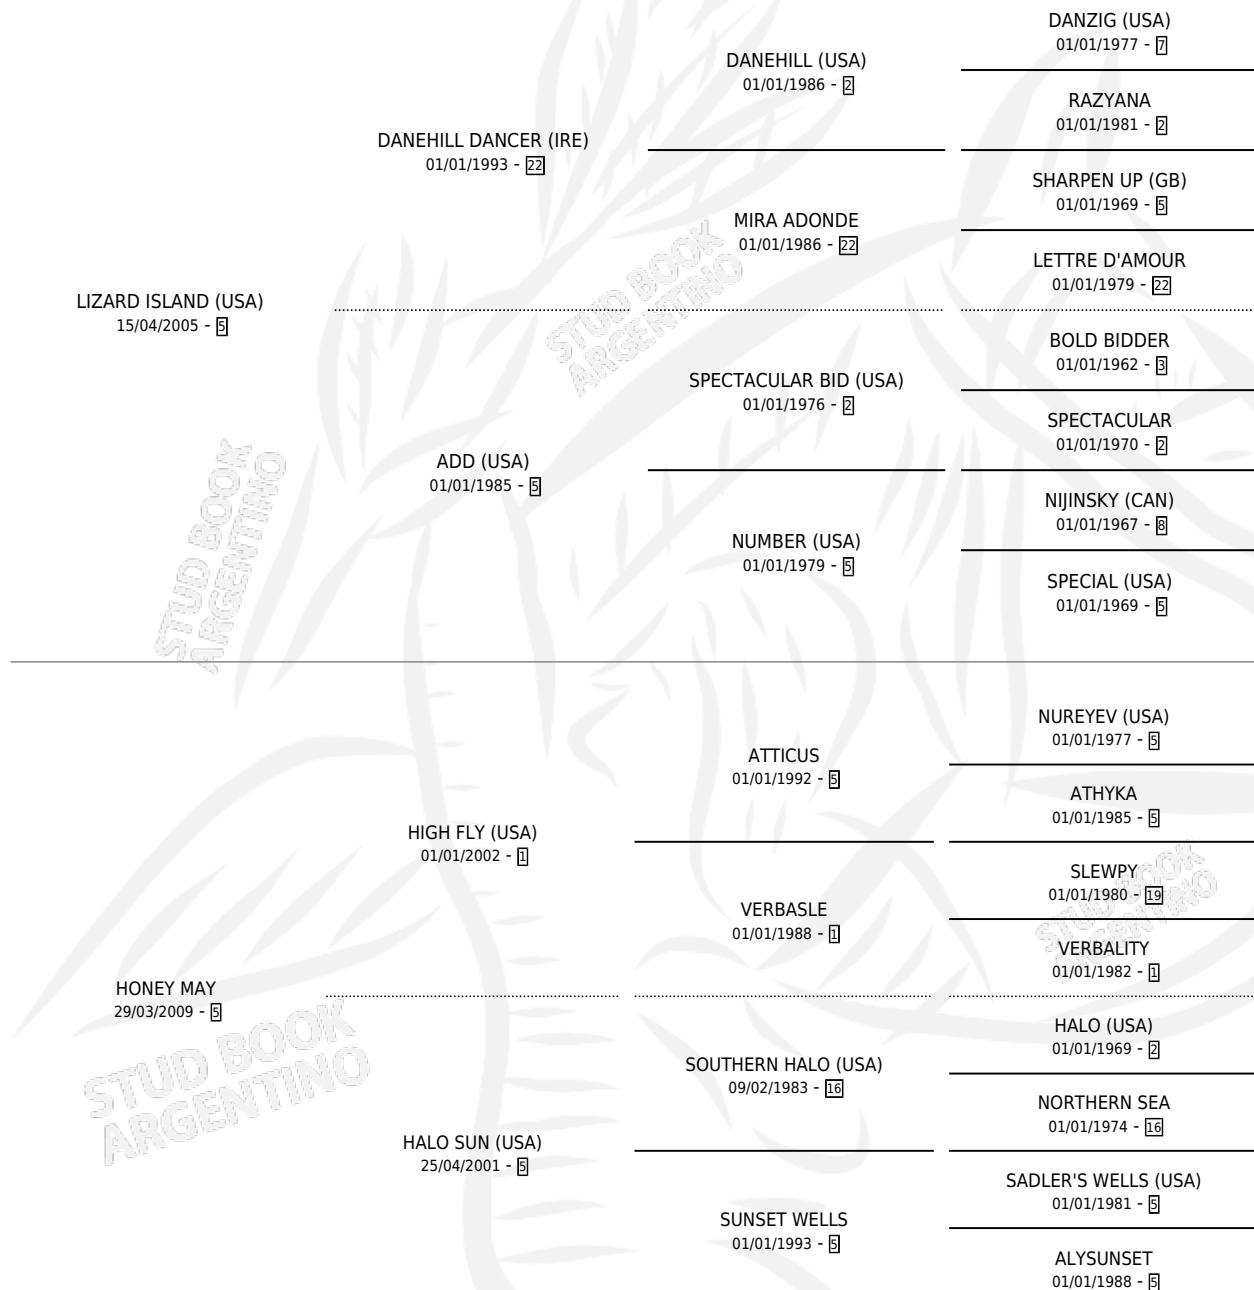 DANZIG (USA)
01/01/1977 - 7
DANEHILL (USA)
01/01/1986 - 2
RAZYANA
01/01/1981 - 2
DANEHILL DANCER (IRE)
01/01/1993 - 22
SHARPEN UP (GB)
01/01/1969 - 5
MIRA ADONDE
01/01/1986 - 22
LETTRE D'AMOUR
01/01/1979 - 22
LIZARD ISLAND (USA)
15/04/2005 - 5
STUD BOOK
ARGENTINO
BOLD BIDDER
01/01/1962 - 3
SPECTACULAR BID (USA)
01/01/1976 - 2
SPECTACULAR
01/01/1970 - 2
ADD (USA)
01/01/1985 - 5
NIJINSKY (CAN)
01/01/1967 - 8
NUMBER (USA)
01/01/1979 - 5
SPECIAL (USA)
01/01/1969 - 5
STUD BOOK
ARGENTINO
NUREYEV (USA)
01/01/1977 - 5
ATTICUS
01/01/1992 - 5
ATHYKA
01/01/1985 - 5
HIGH FLY (USA)
01/01/2002 - 1
SLEWPY
01/01/1980 - 19
STUD BOOK
ARGENTINO
VERBASLE
01/01/1988 - 1
VERBALITY
01/01/1982 - 1
HONEY MAY
29/03/2009 - 5
STUD BOOK
ARGENTINO
HALO (USA)
01/01/1969 - 2
SOUTHERN HALO (USA)
09/02/1983 - 16
NORTHERN SEA
01/01/1974 - 16
HALO SUN (USA)
25/04/2001 - 5
SADLER'S WELLS (USA)
01/01/1981 - 5
SUNSET WELLS
01/01/1993 - 5
ALYSUNSET
01/01/1988 - 5